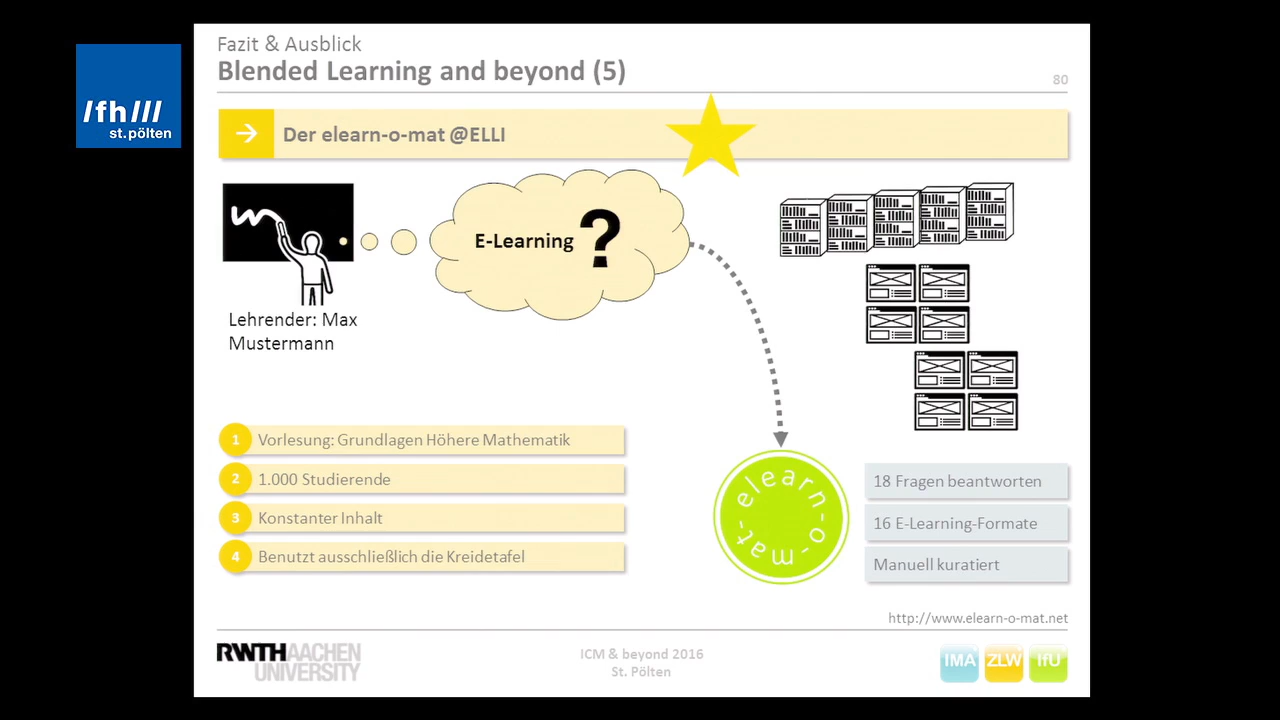 /fh///
st.pölten
Fazit & Ausblick
Blended Learning and beyond (5)
80
Der elearn-o-mat @ELLI
E-Learning ?
Lehrender: Max
Mustermann
1 Vorlesung: Grundlagen Höhere Mathematik
2 1.000 Studierende
3 Konstanter Inhalt
4 Benutzt ausschließlich die Kreidetafel
elearn-o-mat-
18 Fragen beantworten
16 E-Learning-Formate
Manuell kuratiert
http://www.elearn-o-mat.net
RWTHAACHEN
UNIVERSITY
ICM & beyond 2016
St. Pölten
IMA ZLW IfU